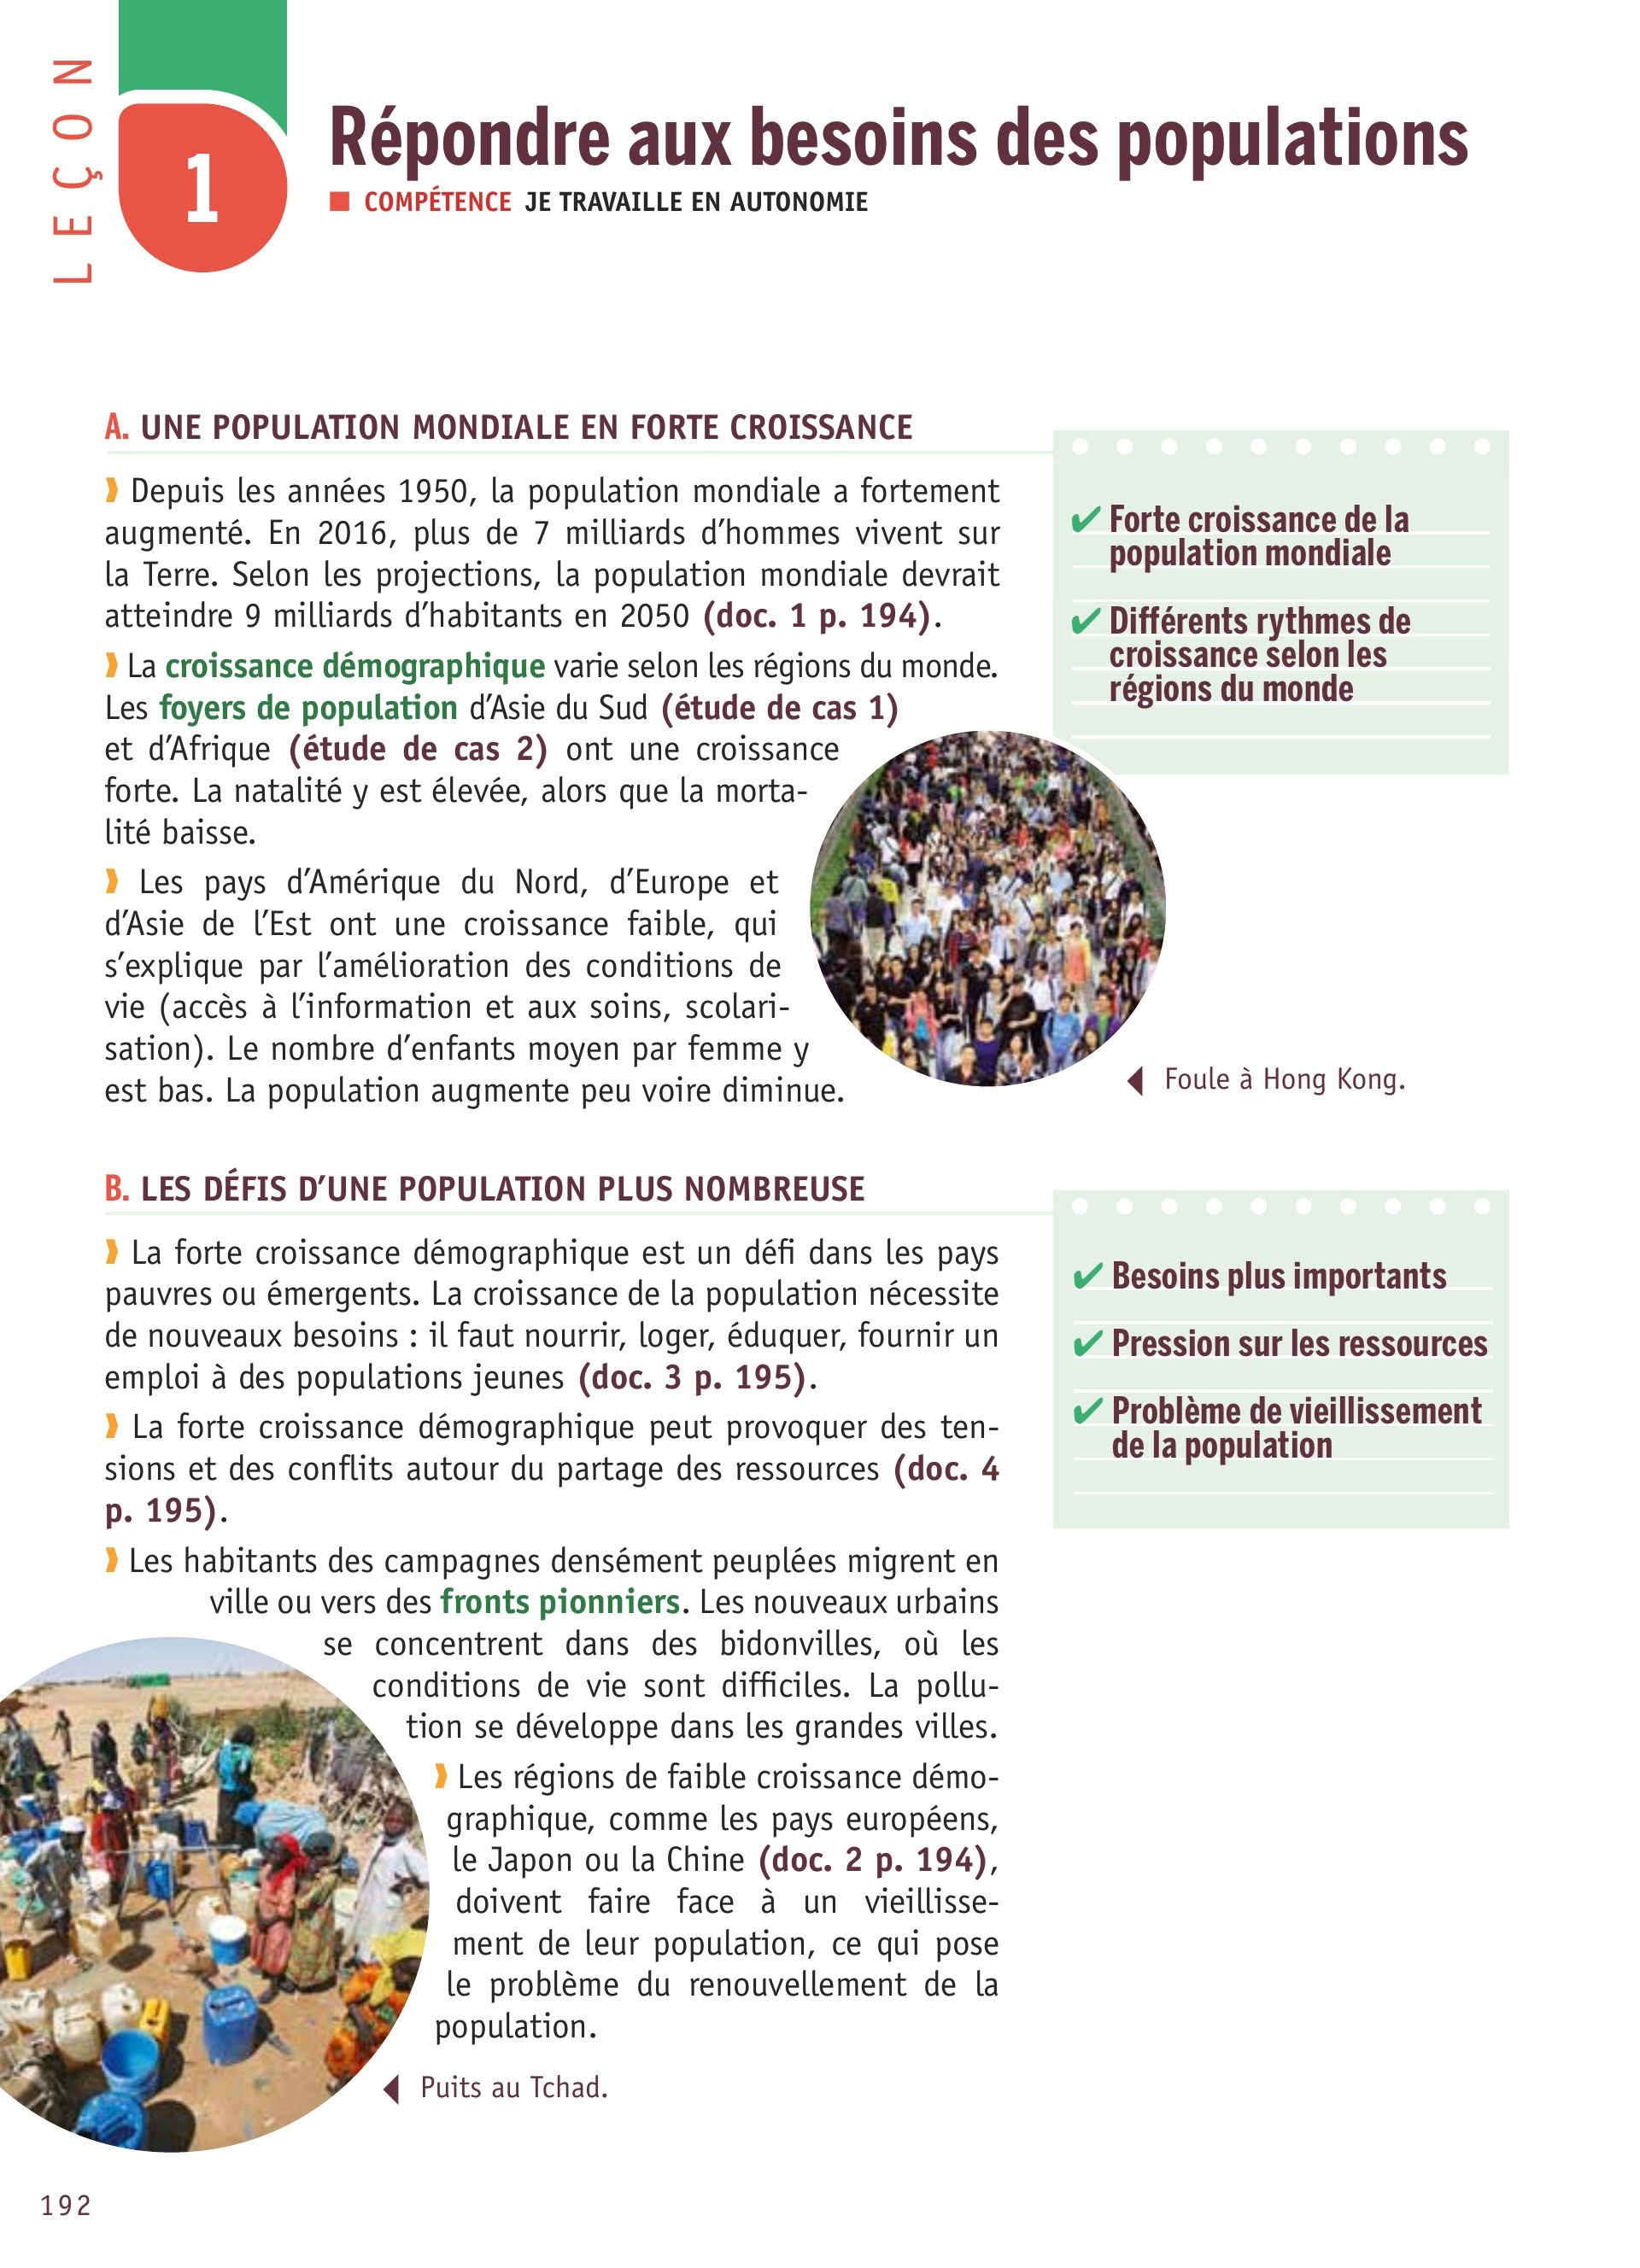 LEÇON
1
Répondre aux besoins des populations
■ COMPÉTENCE JE TRAVAILLE EN AUTONOMIE
A. UNE POPULATION MONDIALE EN FORTE CROISSANCE
Depuis les années 1950, la population mondiale a fortement
augmenté. En 2016, plus de 7 milliards d’hommes vivent sur
la Terre. Selon les projections, la population mondiale devrait
atteindre 9 milliards d’habitants en 2050 (doc. 1 p. 194).
La croissance démographique varie selon les régions du monde.
Les foyers de population d’Asie du Sud (étude de cas 1)
et d’Afrique (étude de cas 2) ont une croissance
forte. La natalité y est élevée, alors que la morta-
lité baisse.
Les pays d’Amérique du Nord, d’Europe et
d’Asie de l’Est ont une croissance faible, qui
s’explique par l’amélioration des conditions de
vie (accès à l’information et aux soins, scolari-
sation). Le nombre d’enfants moyen par femme y
est bas. La population augmente peu voire diminue.
✔ Forte croissance de la
population mondiale
✔ Différents rythmes de
croissance selon les
régions du monde
◀ Foule à Hong Kong.
B. LES DÉFIS D’UNE POPULATION PLUS NOMBREUSE
La forte croissance démographique est un défi dans les pays
pauvres ou émergents. La croissance de la population nécessite
de nouveaux besoins : il faut nourrir, loger, éduquer, fournir un
emploi à des populations jeunes (doc. 3 p. 195).
La forte croissance démographique peut provoquer des ten-
sions et des conflits autour du partage des ressources (doc. 4
p. 195).
Les habitants des campagnes densément peuplées migrent en
ville ou vers des fronts pionniers. Les nouveaux urbains
se concentrent dans des bidonvilles, où les
conditions de vie sont difficiles. La pollu-
tion se développe dans les grandes villes.
Les régions de faible croissance démo-
graphique, comme les pays européens,
le Japon ou la Chine (doc. 2 p. 194),
doivent faire face à un vieillisse-
ment de leur population, ce qui pose
le problème du renouvellement de la
population.
✔ Besoins plus importants
✔ Pression sur les ressources
✔ Problème de vieillissement
de la population
◀ Puits au Tchad.
192